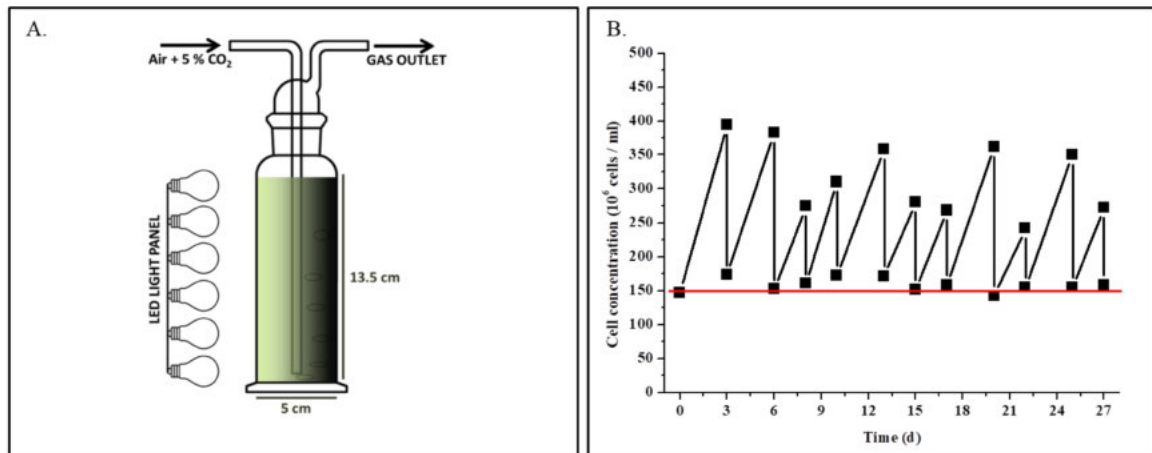 A.
Air + 5 % CO₂
GAS OUTLET
LED LIGHT PANEL
13.5 cm
5 cm
B.
Cell concentration (10⁶ cells / ml)
500
450
400
350
300
250
200
150
100
50
0
0 3 6 9 12 15 18 21 24 27
Time (d)